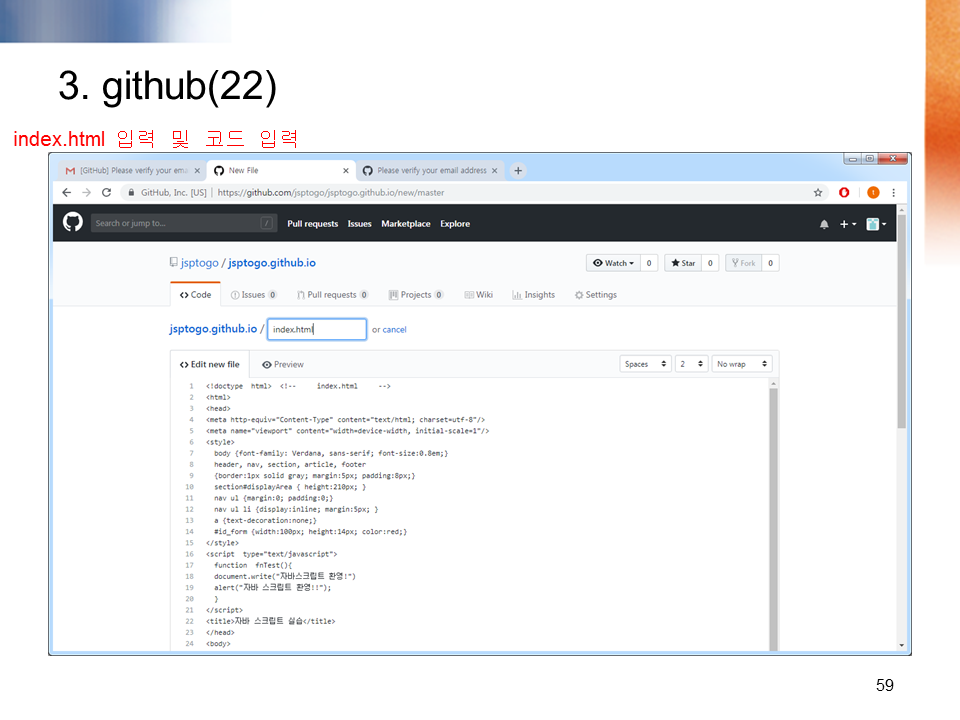 3. github(22)
index.html 입력 및 코드 입력
[GitHub] Please verify your ema
New File
Please verify your email address
GitHub, Inc. [US] | https://github.com/jsptogo/jsptogo.github.io/new/master
Search or jump to... / Pull requests Issues Marketplace Explore
jsptogo / jsptogo.github.io Watch 0 Star 0 Fork 0
Code Issues 0 Pull requests 0 Projects 0 Wiki Insights Settings
jsptogo.github.io / index.html or cancel
Edit new file Preview Spaces 2 No wrap
1 <!doctype html> <!-- index.html -->
2 <html>
3 <head>
4 <meta http-equiv="Content-Type" content="text/html; charset=utf-8"/>
5 <meta name="viewport" content="width=device-width, initial-scale=1"/>
6 <style>
7 body {font-family: Verdana, sans-serif; font-size:0.8em;}
8 header, nav, section, article, footer
9 {border:1px solid gray; margin:5px; padding:8px;}
10 section#displayArea { height:210px; }
11 nav ul {margin:0; padding:0;}
12 nav ul li {display:inline; margin:5px; }
13 a {text-decoration:none;}
14 #id_form {width:100px; height:14px; color:red;}
15 </style>
16 <script type="text/javascript">
17 function fnTest(){
18 document.write("자바스크립트 환영!")
19 alert("자바 스크립트 환영!!");
20 }
21 </script>
22 <title>자바 스크립트 실습</title>
23 </head>
24 <body>
59